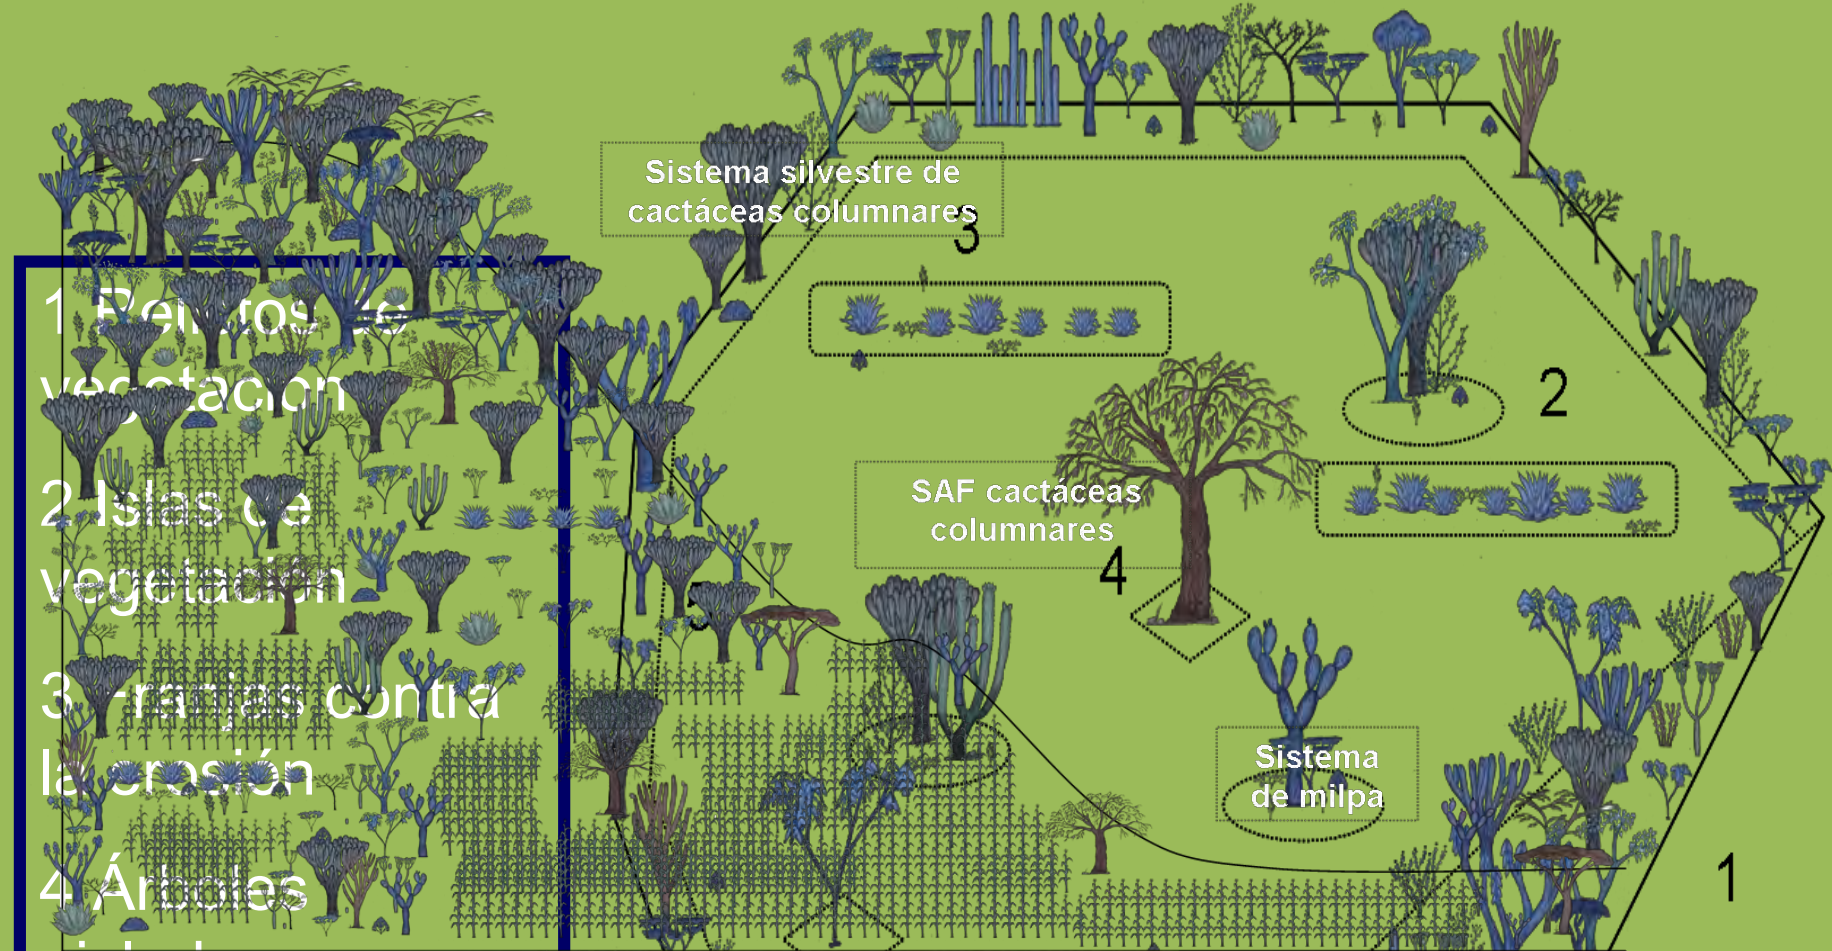 Sistema silvestre de
cactáceas columnares
3
1 Relictos de
vegetación
2
2 Islas de
vegetación
SAF cactáceas
columnares
4
5
3 Franjas contra
la erosión
Sistema
de milpa
4 Árboles
1